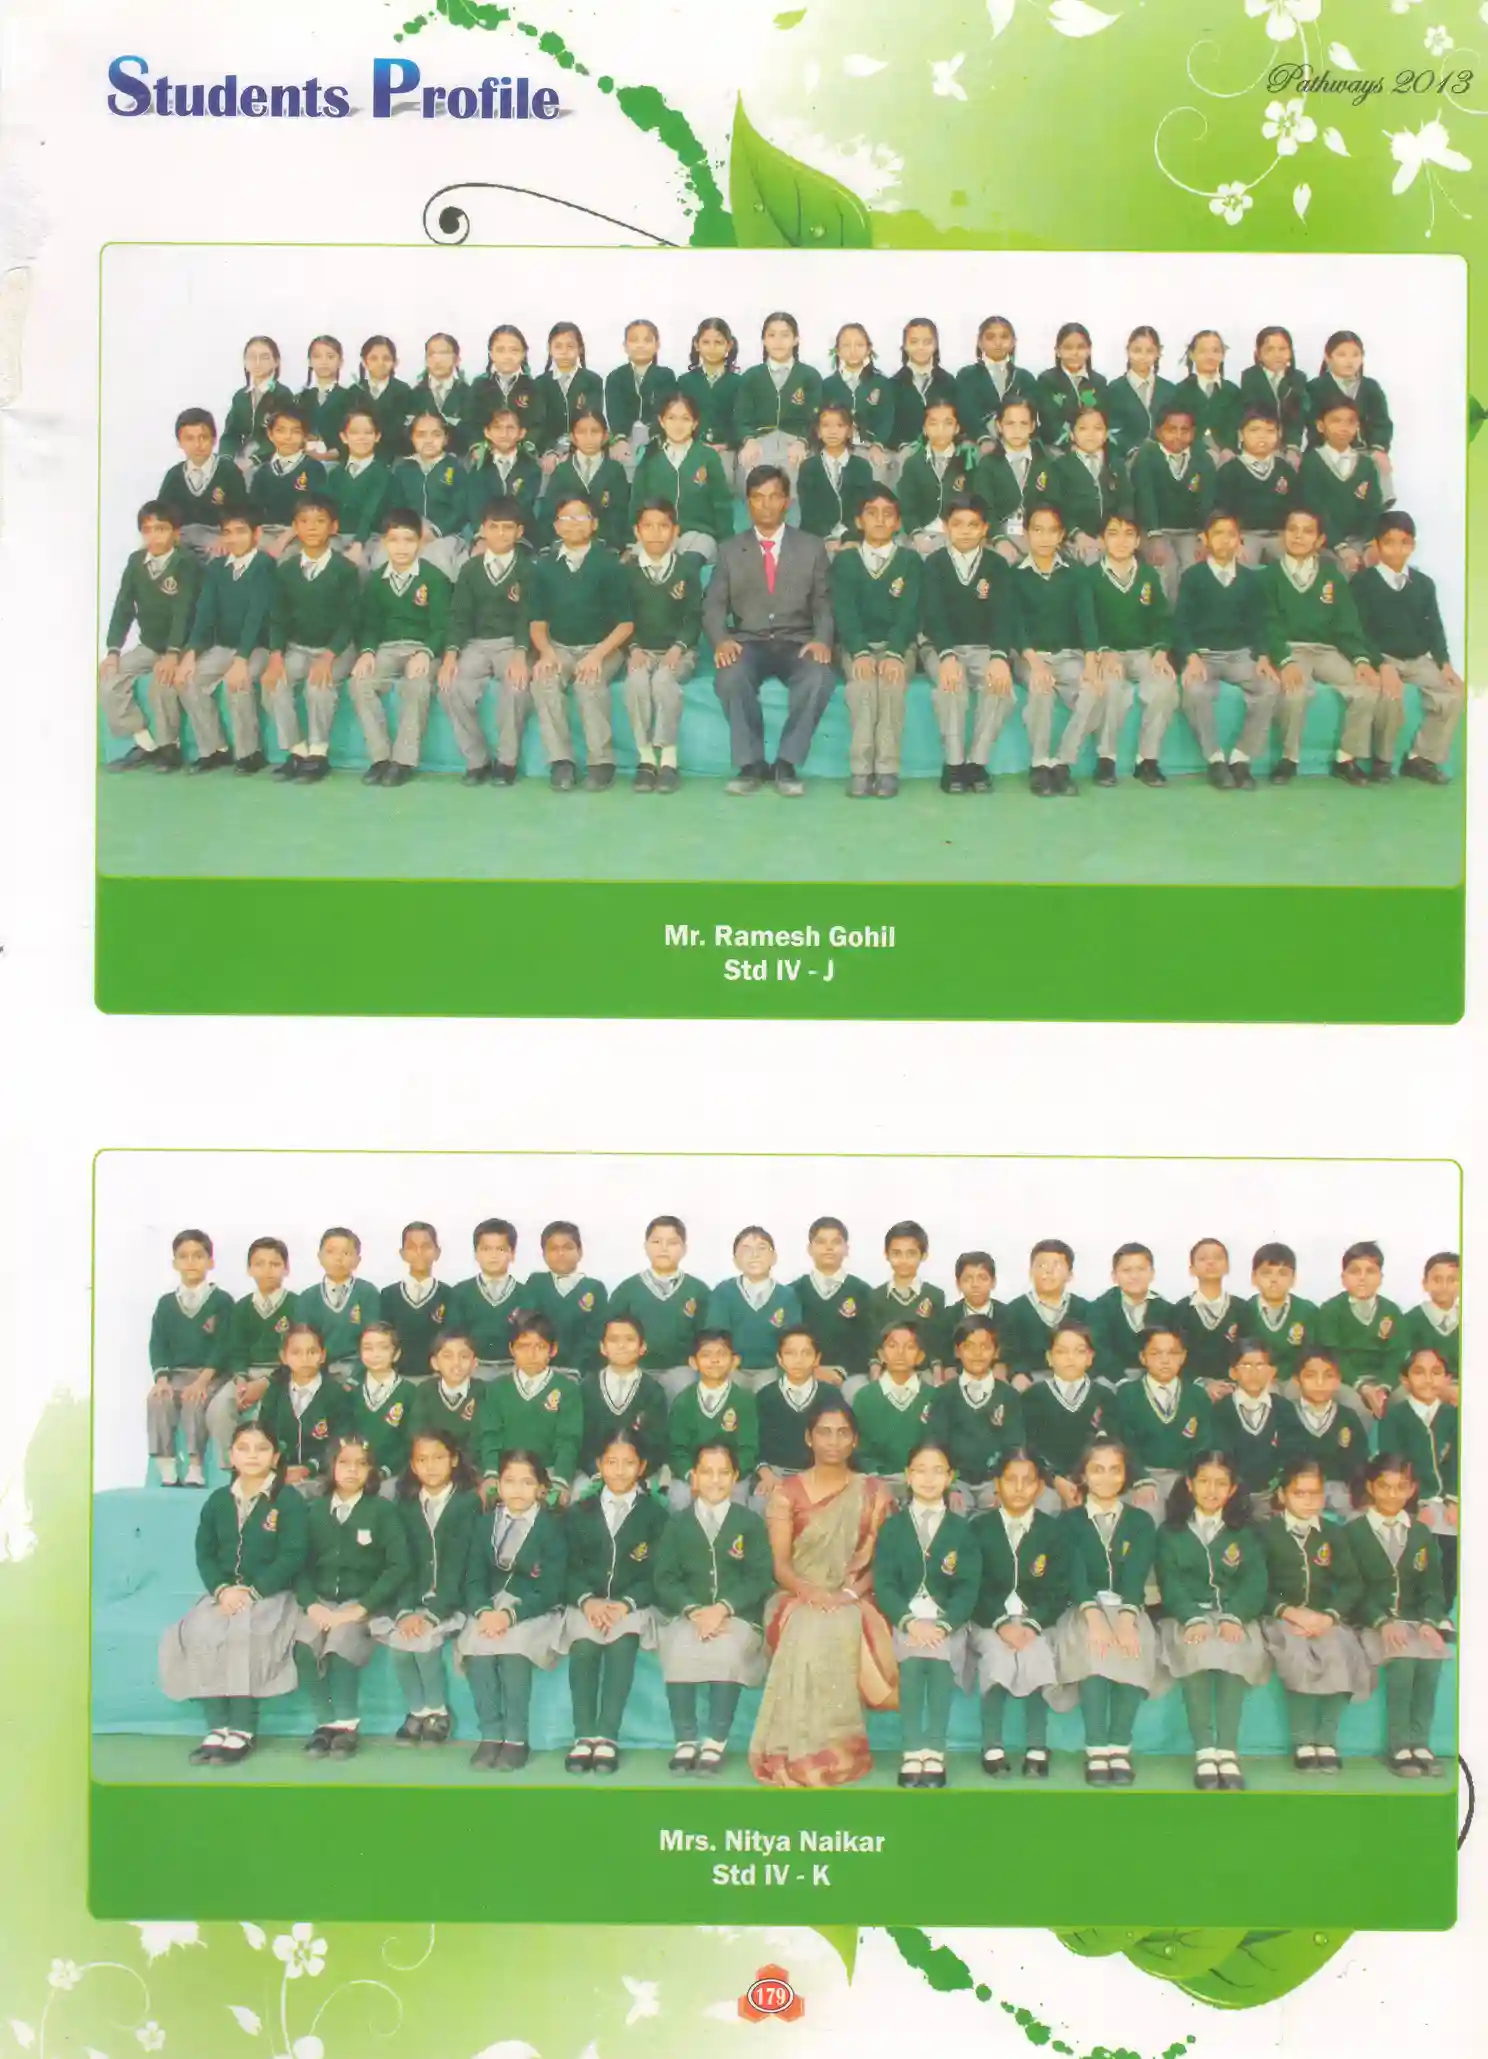 Students Profile
Pathways 2013
Mr. Ramesh Gohil
Std IV - J
Mrs. Nitya Naikar
Std IV - K
179